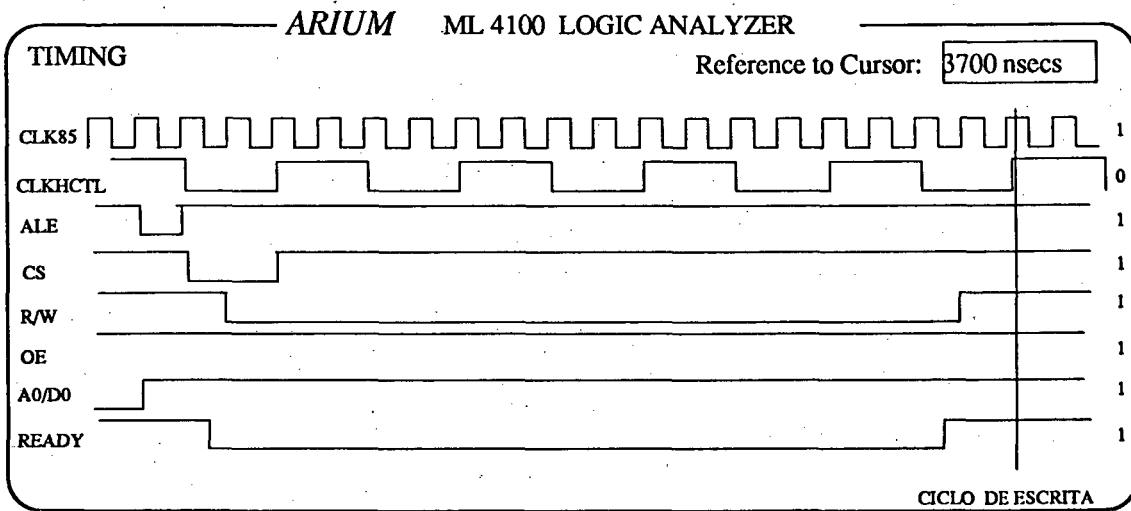 ARIUM ML 4100 LOGIC ANALYZER
TIMING
Reference to Cursor: 3700 nsecs
CLK85 1
CLKHCTL 0
ALE 1
CS 1
R/W 1
OE 1
A0/D0 1
READY 1
CICLO DE ESCRITA